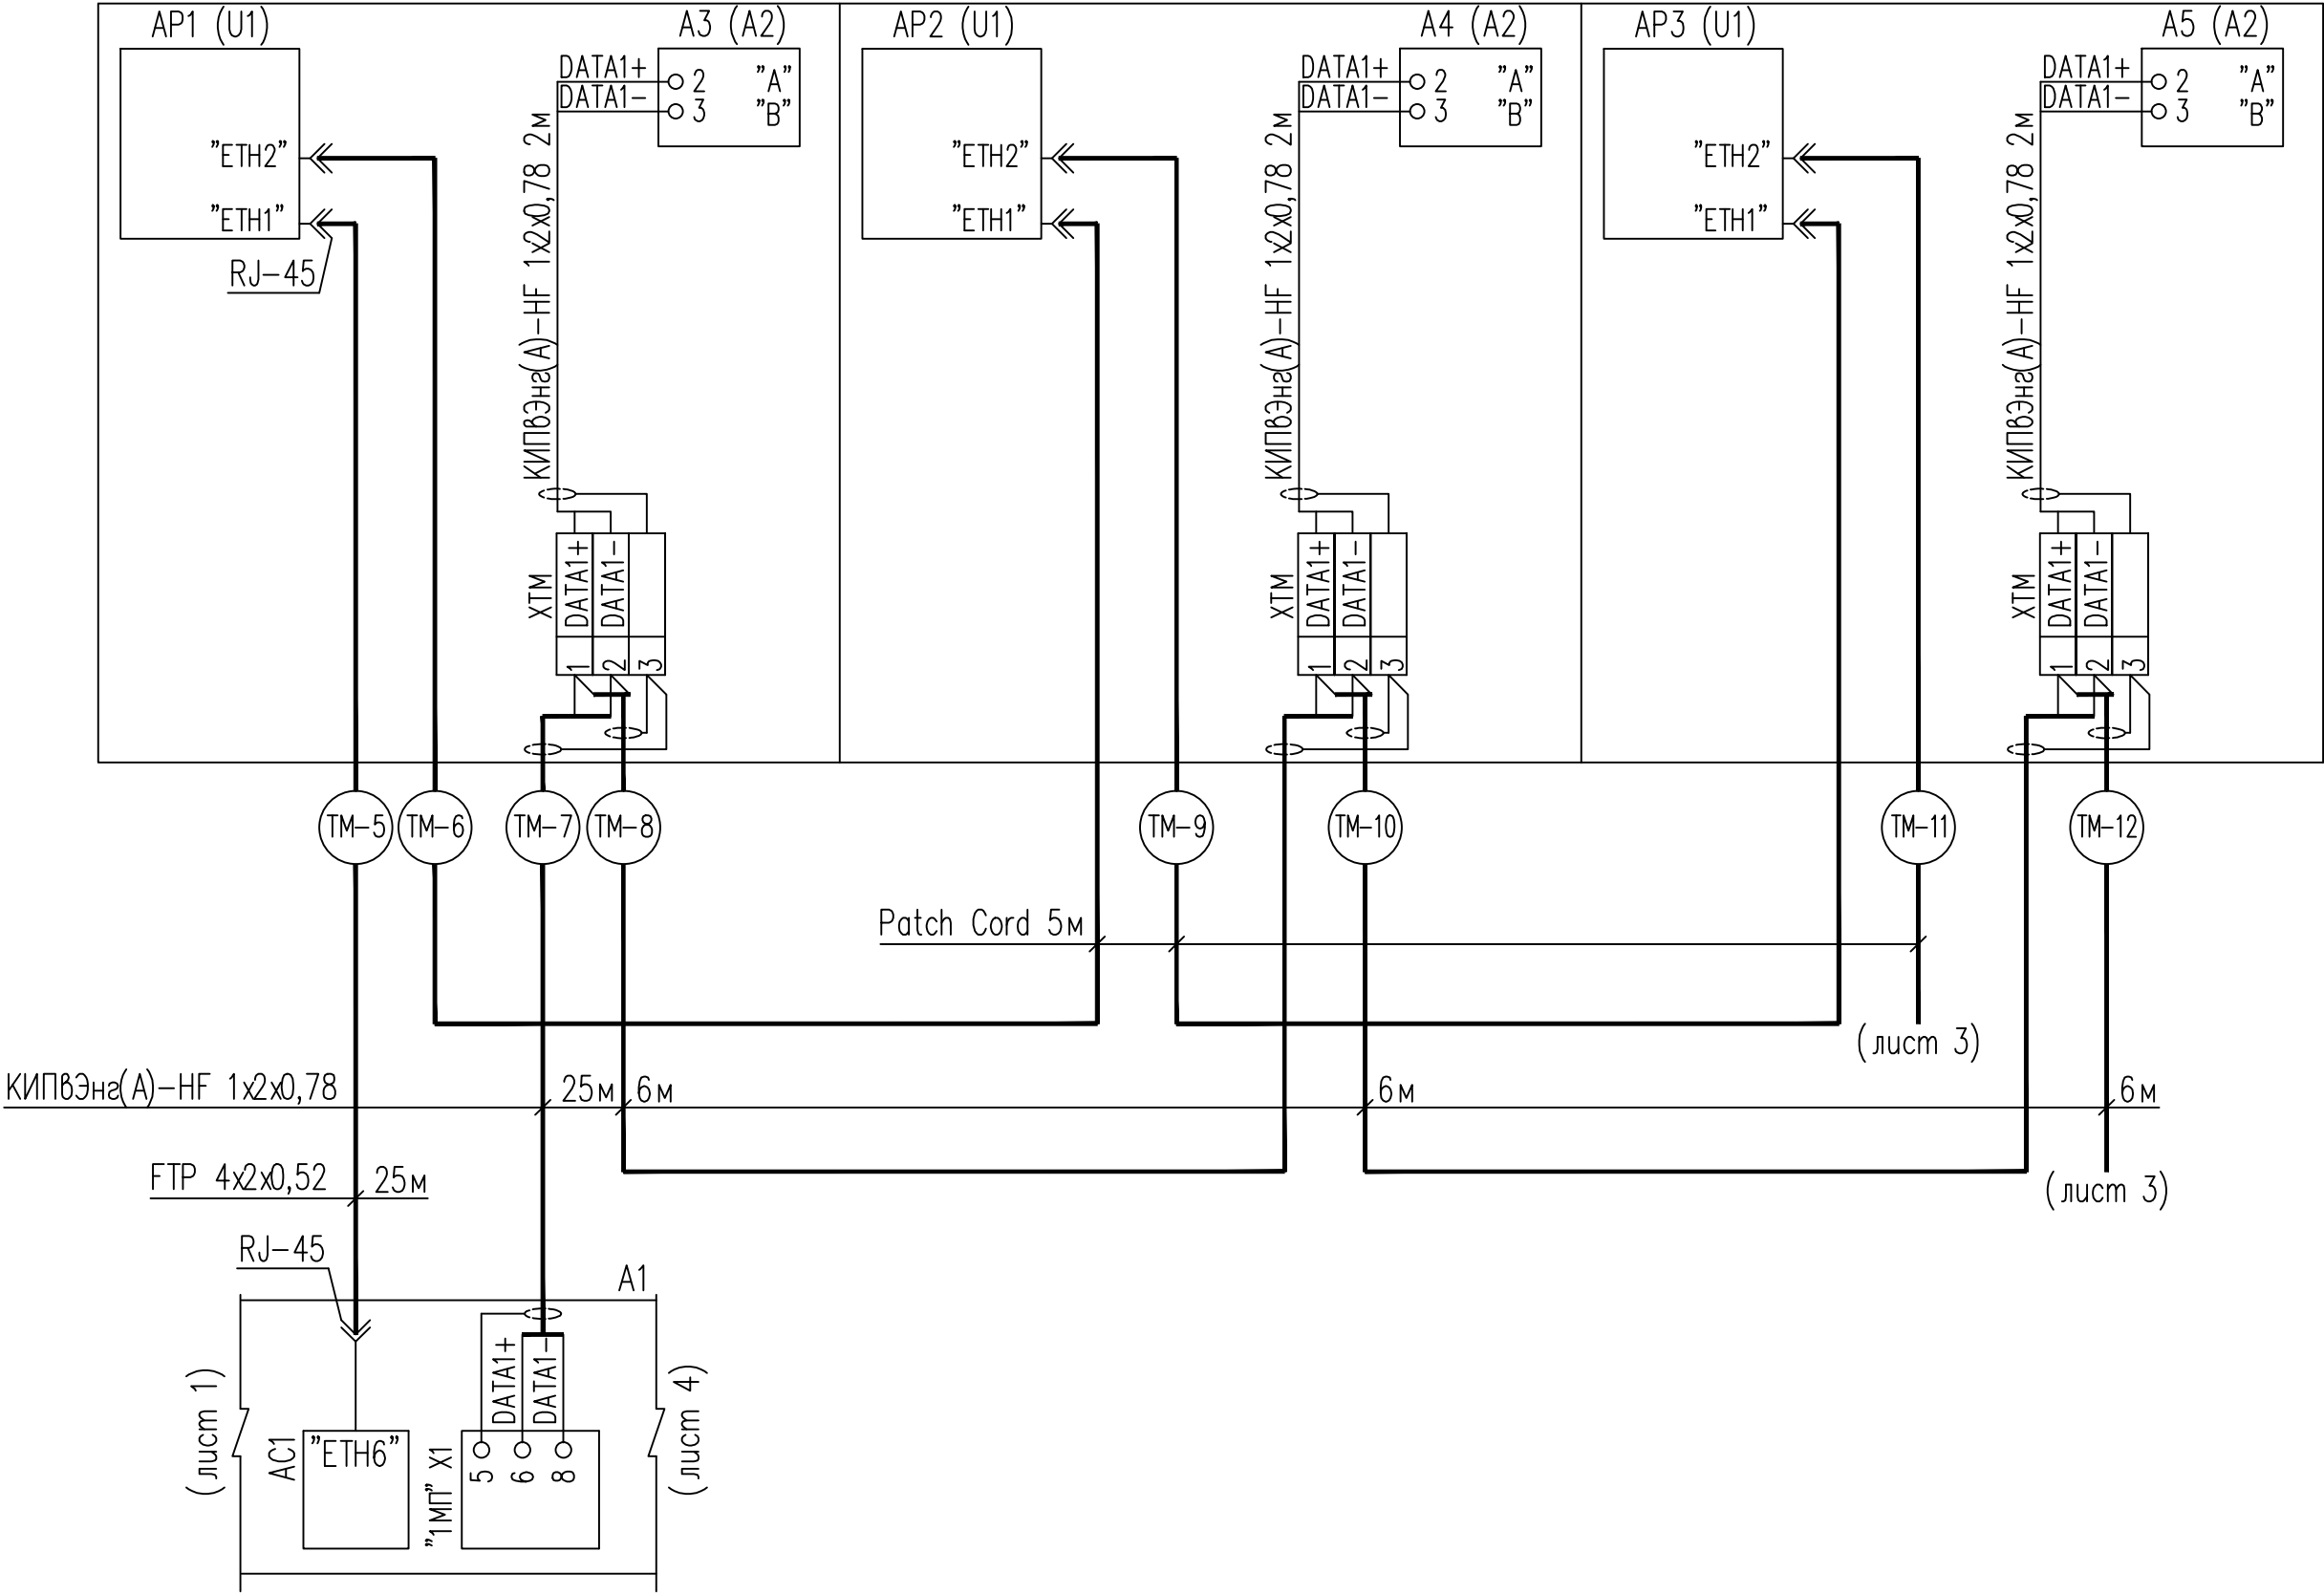 AP1 (U1)
A3 (A2)
DATA1+
2
"A"
DATA1-
3
"B"
"ETH2"
"ETH1"
RJ-45
КИПвЭнг(А)-HF 1х2х0,78 2м
XTM
DATA1+
DATA1-
1
2
3
AP2 (U1)
A4 (A2)
DATA1+
2
"A"
DATA1-
3
"B"
"ETH2"
"ETH1"
КИПвЭнг(А)-HF 1х2х0,78 2м
XTM
DATA1+
DATA1-
1
2
3
AP3 (U1)
A5 (A2)
DATA1+
2
"A"
DATA1-
3
"B"
"ETH2"
"ETH1"
КИПвЭнг(А)-HF 1х2х0,78 2м
XTM
DATA1+
DATA1-
1
2
3
TM-5
TM-6
TM-7
TM-8
TM-9
TM-10
TM-11
TM-12
Patch Cord 5м
(лист 3)
КИПвЭнг(А)-HF 1х2х0,78
25м
6м
6м
6м
FTP 4х2х0,52
25м
(лист 3)
RJ-45
A1
(лист 1)
AC1
"ETH6"
DATA1+
DATA1-
"1МП" X1
5
6
8
(лист 4)